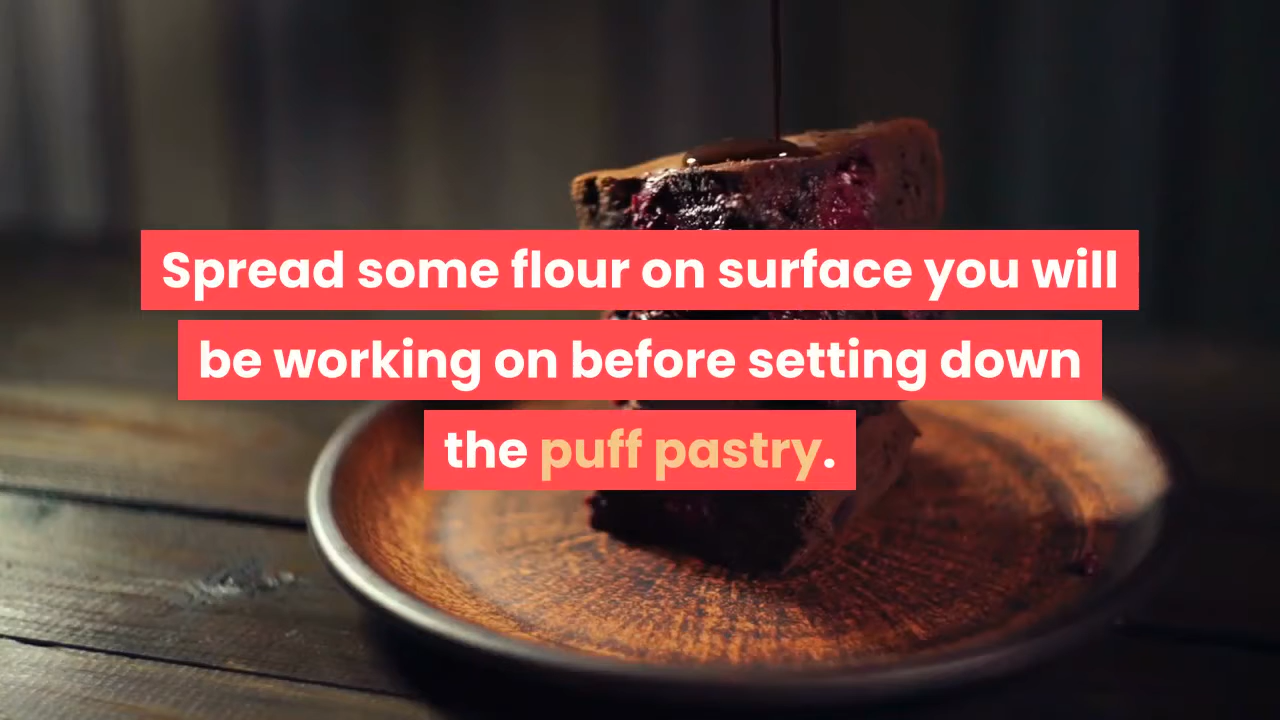 Spread some flour on surface you will
be working on before setting down
the puff pastry.